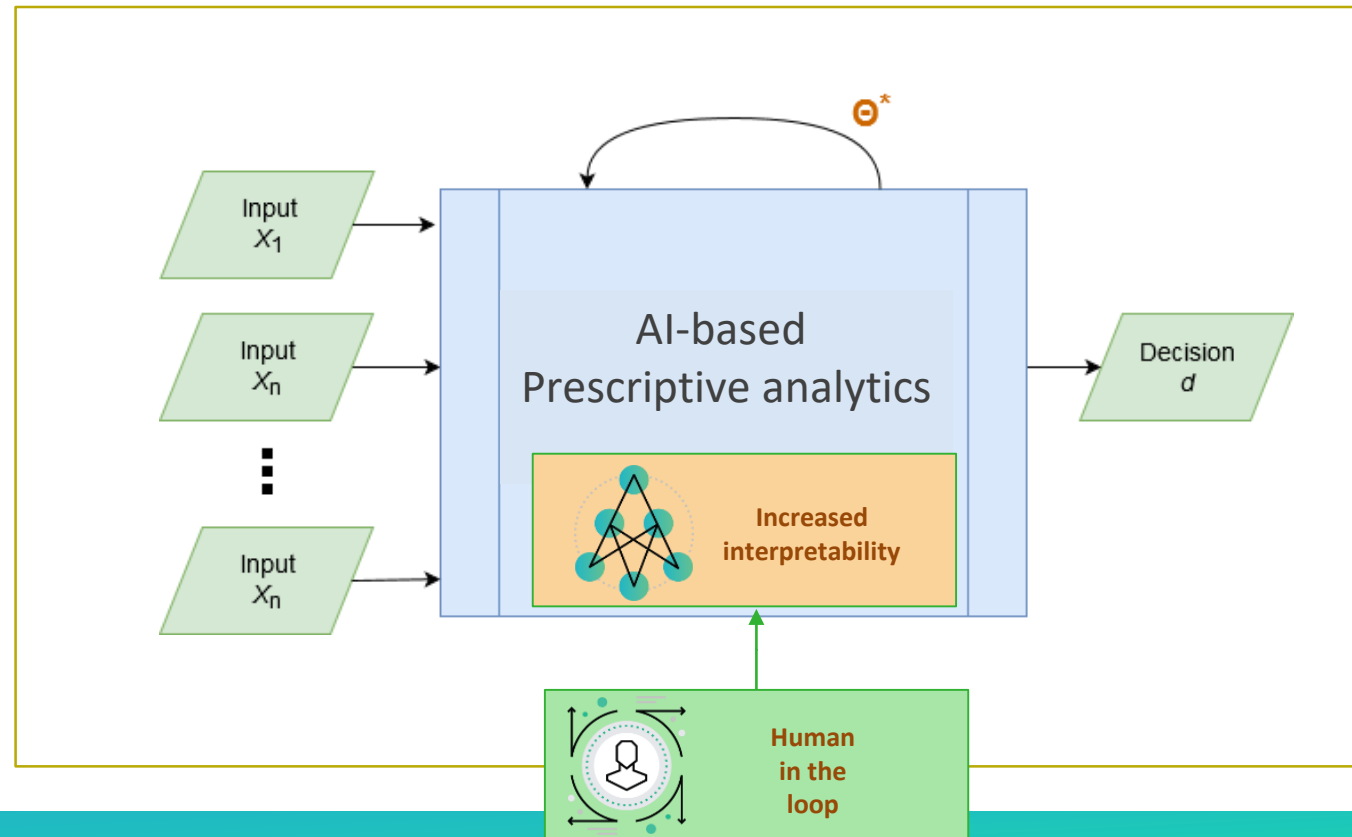 Θ*
Input
X₁
Input
Xₙ
Input
Xₙ
AI-based
Prescriptive analytics
Increased
interpretability
Decision
d
Human
in the
loop